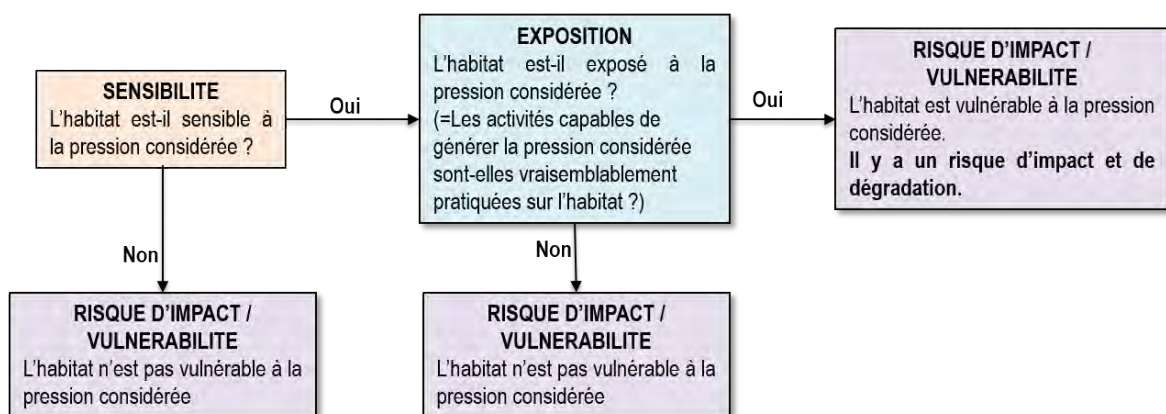 SENSIBILITE
L'habitat est-il sensible à
la pression considérée ?
Oui
Non
EXPOSITION
L'habitat est-il exposé à la
pression considérée ?
(=Les activités capables de
générer la pression considérée
sont-elles vraisemblablement
pratiquées sur l'habitat ?)
Oui
Non
RISQUE D'IMPACT /
VULNERABILITE
L'habitat est vulnérable à la pression
considérée.
Il y a un risque d'impact et de
dégradation.
RISQUE D'IMPACT /
VULNERABILITE
L'habitat n'est pas vulnérable à la
pression considérée
RISQUE D'IMPACT /
VULNERABILITE
L'habitat n'est pas vulnérable à la
pression considérée